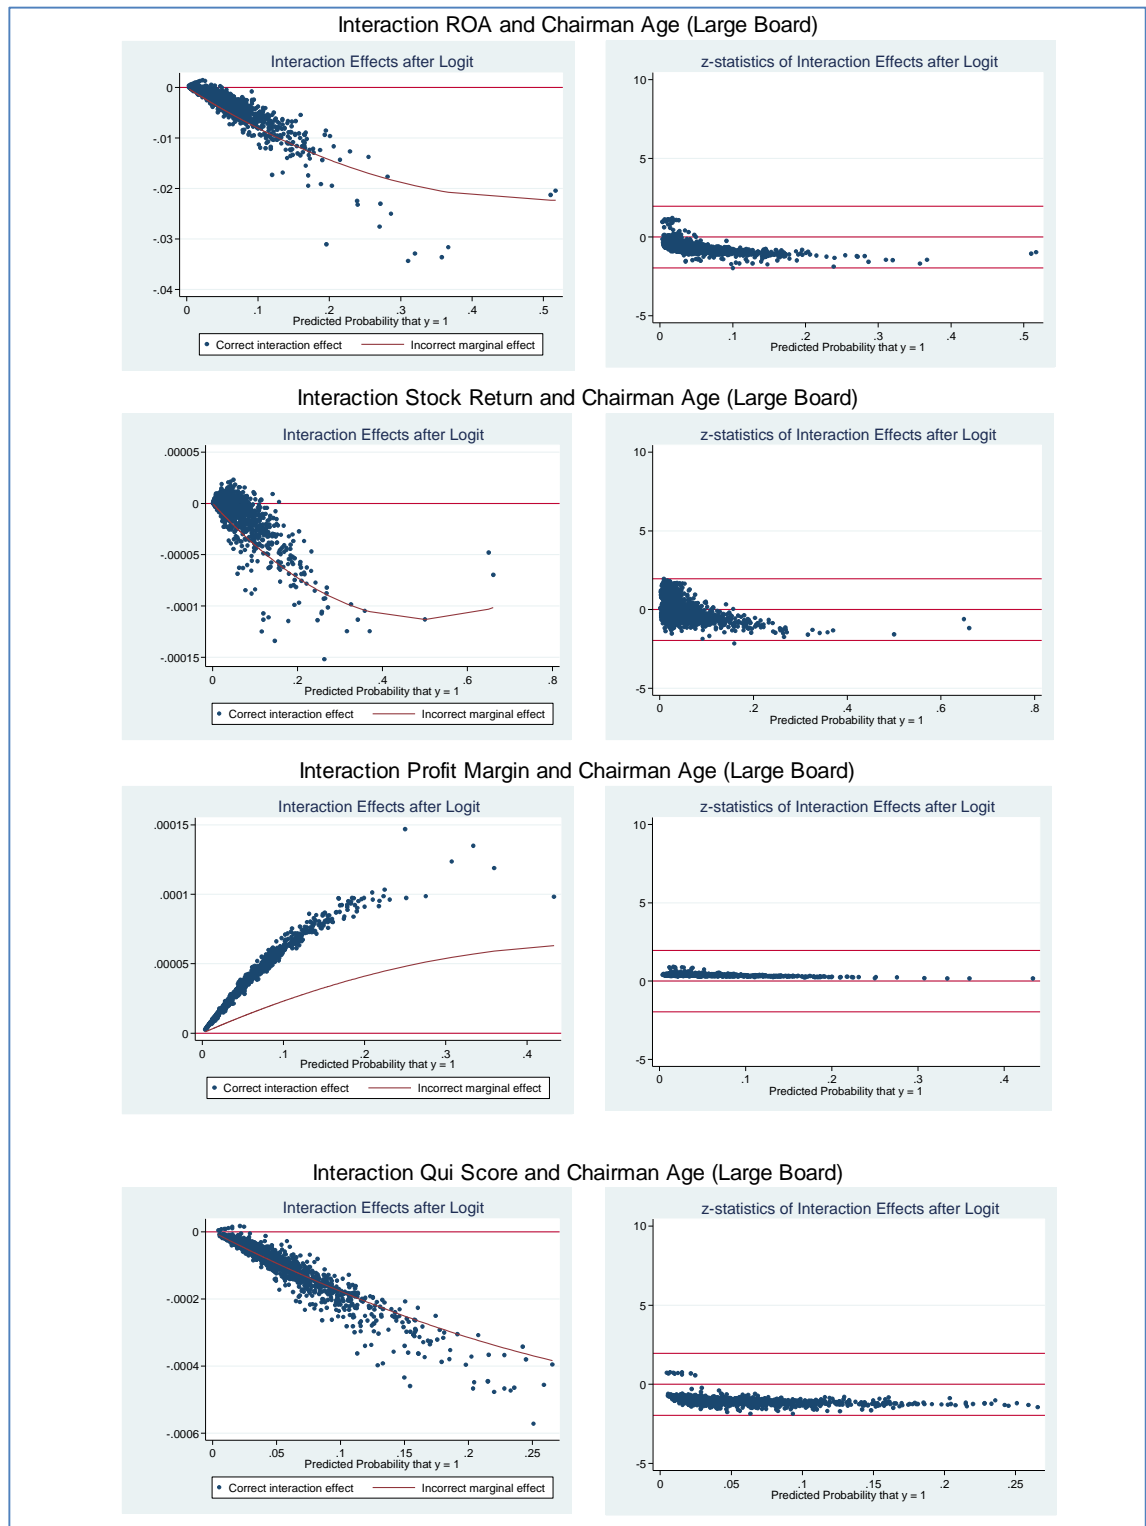 Interaction ROA and Chairman Age (Large Board)
Interaction Effects after Logit
0
-.01
-.02
-.03
-.04
0 .1 .2 .3 .4 .5
Predicted Probability that y = 1
Correct interaction effect Incorrect marginal effect
z-statistics of Interaction Effects after Logit
10
5
0
-5
0 .1 .2 .3 .4 .5
Predicted Probability that y = 1
Interaction Stock Return and Chairman Age (Large Board)
Interaction Effects after Logit
.00005
0
-.00005
-.0001
-.00015
0 .2 .4 .6 .8
Predicted Probability that y = 1
Correct interaction effect Incorrect marginal effect
z-statistics of Interaction Effects after Logit
10
5
0
-5
0 .2 .4 .6 .8
Predicted Probability that y = 1
Interaction Profit Margin and Chairman Age (Large Board)
Interaction Effects after Logit
.00015
.0001
.00005
0
0 .1 .2 .3 .4
Predicted Probability that y = 1
Correct interaction effect Incorrect marginal effect
z-statistics of Interaction Effects after Logit
10
5
0
-5
0 .1 .2 .3 .4
Predicted Probability that y = 1
Interaction Qui Score and Chairman Age (Large Board)
Interaction Effects after Logit
0
-.0002
-.0004
-.0006
0 .05 .1 .15 .2 .25
Predicted Probability that y = 1
Correct interaction effect Incorrect marginal effect
z-statistics of Interaction Effects after Logit
10
5
0
-5
0 .05 .1 .15 .2 .25
Predicted Probability that y = 1